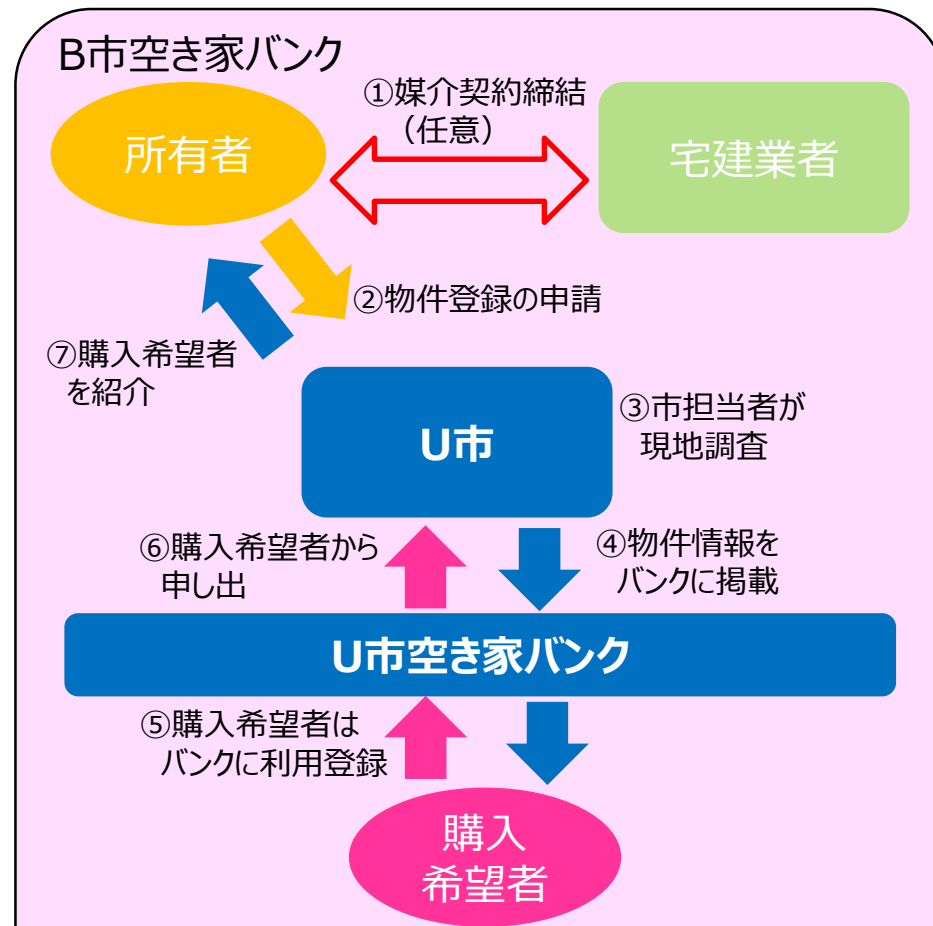 B市空き家バンク
①媒介契約締結
（任意）
所有者
宅建業者
②物件登録の申請
⑦購入希望者
を紹介
U市
③市担当者が
現地調査
⑥購入希望者から
申し出
④物件情報を
バンクに掲載
U市空き家バンク
⑤購入希望者は
バンクに利用登録
購入
希望者